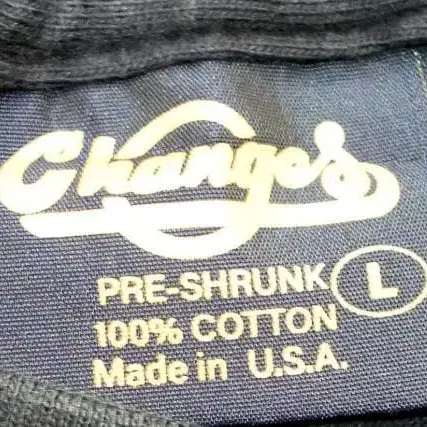 Changes
PRE-SHRUNK L
100% COTTON
Made in U.S.A.